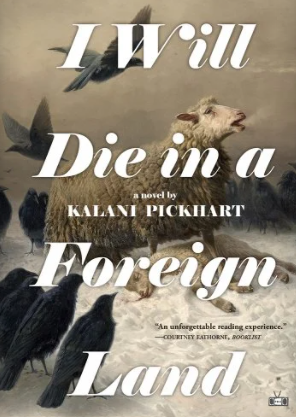 I Will
Die in a
a novel by
KALANI PICKHART
Foreign
"An unforgettable reading experience."
—COURTNEY EATHORNE, BOOKLIST
Land